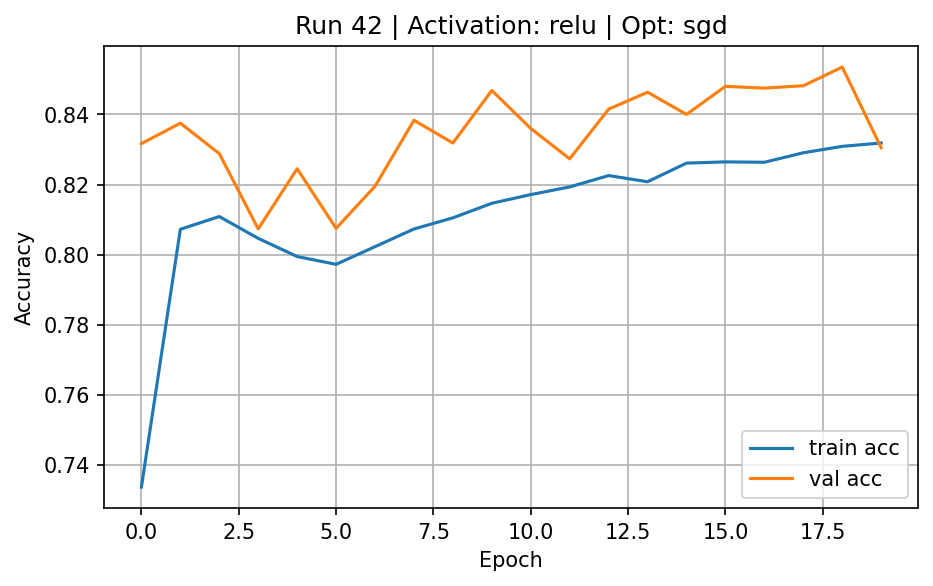 Run 42 | Activation: relu | Opt: sgd
0.84
0.82
0.80
0.78
0.76
0.74
Accuracy
train acc
val acc
0.0 2.5 5.0 7.5 10.0 12.5 15.0 17.5
Epoch